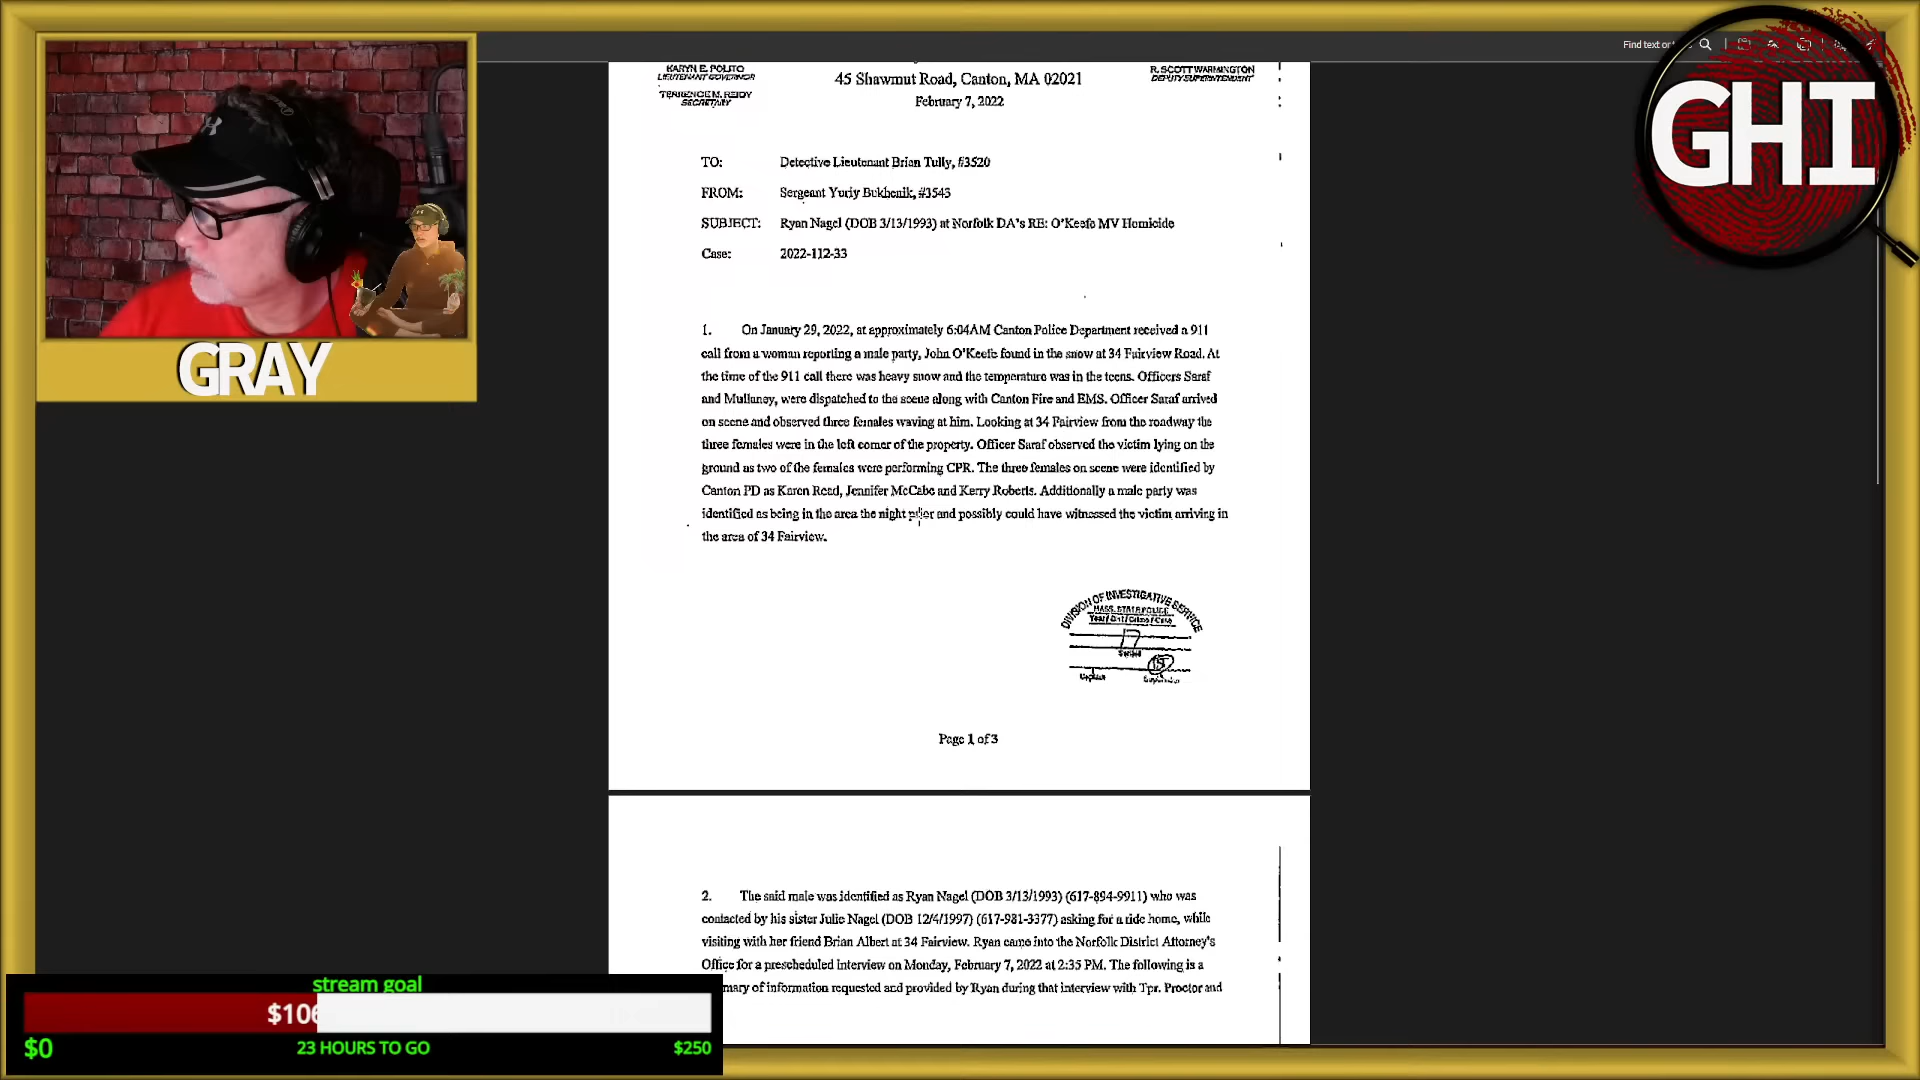 Find text or
GHI
GRAY
KARYN E. POLITO
LIEUTENANT GOVERNOR
TERRENCE M. REIDY
SECRETARY
45 Shawmut Road, Canton, MA 02021
February 7, 2022
R. SCOTT WARMINGTON
DEPUTY SUPERINTENDENT
TO: Detective Lieutenant Brian Tully, #3520
FROM: Sergeant Yuriy Bukhenik, #3543
SUBJECT: Ryan Nagel (DOB 3/13/1993) at Norfolk DA's RE: O'Keefe MV Homicide
Case: 2022-112-33
1. On January 29, 2022, at approximately 6:04AM Canton Police Department received a 911
call from a woman reporting a male party, John O'Keefe found in the snow at 34 Fairview Road. At
the time of the 911 call there was heavy snow and the temperature was in the teens. Officers Saraf
and Mullaney, were dispatched to the scene along with Canton Fire and EMS. Officer Saraf arrived
on scene and observed three females waving at him. Looking at 34 Fairview from the roadway the
three females were in the left corner of the property. Officer Saraf observed the victim lying on the
ground as two of the females were performing CPR. The three females on scene were identified by
Canton PD as Karen Read, Jennifer McCabe and Kerry Roberts. Additionally a male party was
identified as being in the area the night prior and possibly could have witnessed the victim arriving in
the area of 34 Fairview.
DIVISION OF INVESTIGATIVE SERVICE
MASS. STATE POLICE
Year / Unit / Crime / Case
17
Page 1 of 3
2. The said male was identified as Ryan Nagel (DOB 3/13/1993) (617-894-9911) who was
contacted by his sister Julie Nagel (DOB 12/4/1997) (617-981-3377) asking for a ride home, while
visiting with her friend Brian Albert at 34 Fairview. Ryan came into the Norfolk District Attorney's
Office for a prescheduled interview on Monday, February 7, 2022 at 2:35 PM. The following is a
mary of information requested and provided by Ryan during that interview with Tpr. Proctor and
stream goal
$106
$0
23 HOURS TO GO
$250